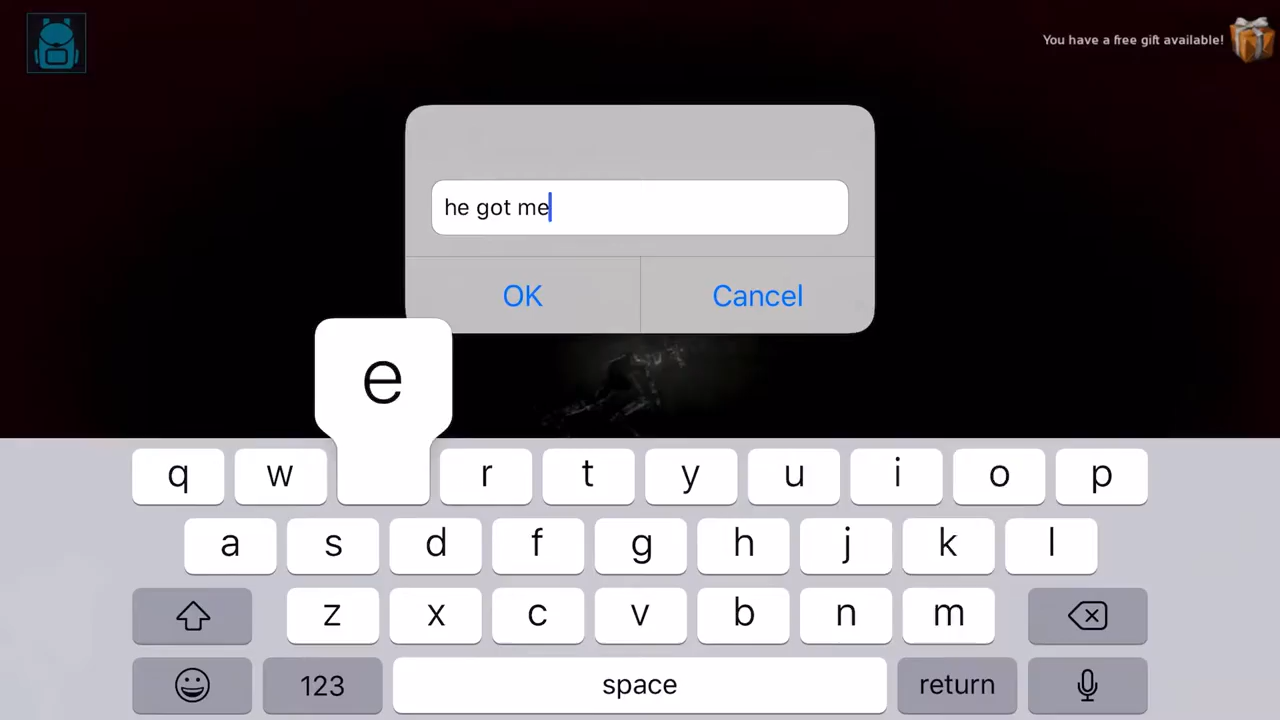 You have a free gift available!
he got me
OK Cancel
e
q w r t y u i o p
a s d f g h j k l
z x c v b n m
123 space return